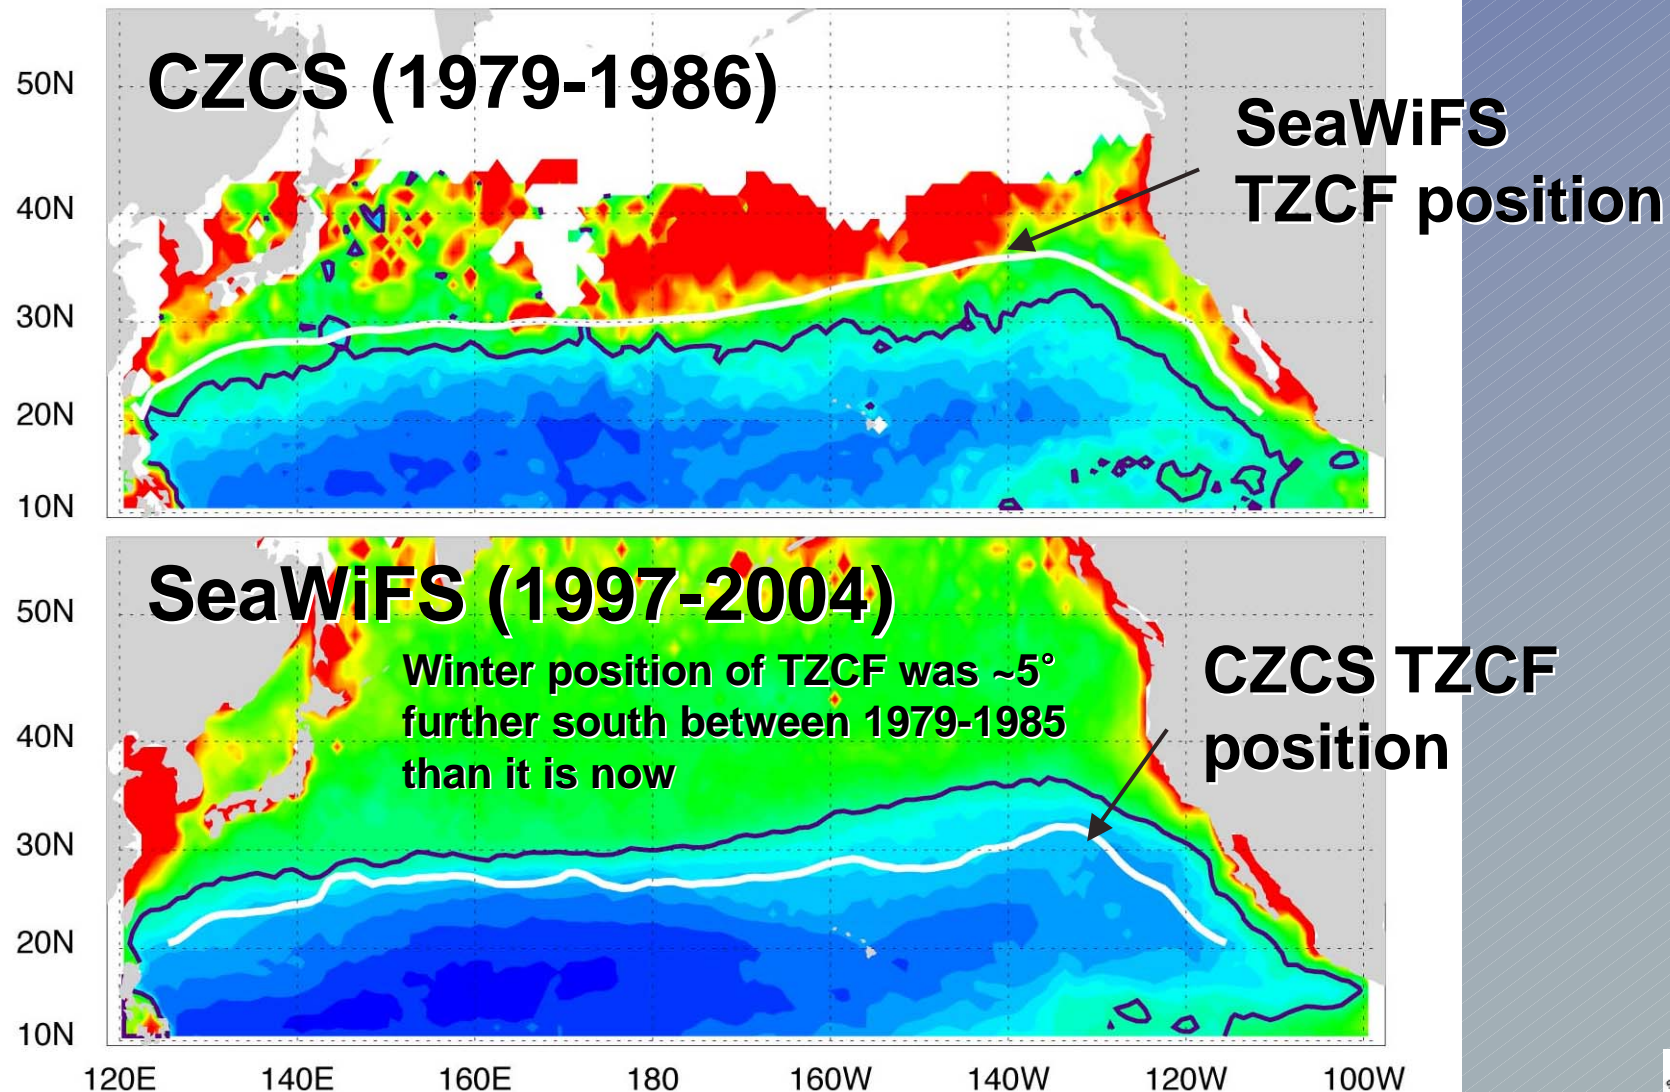 CZCS (1979-1986)
50N
40N
30N
20N
10N
SeaWiFS
TZCF position
SeaWiFS (1997-2004)
Winter position of TZCF was ~5°
further south between 1979-1985
than it is now
CZCS TZCF
position
50N
40N
30N
20N
10N
120E 140E 160E 180 160W 140W 120W 100W